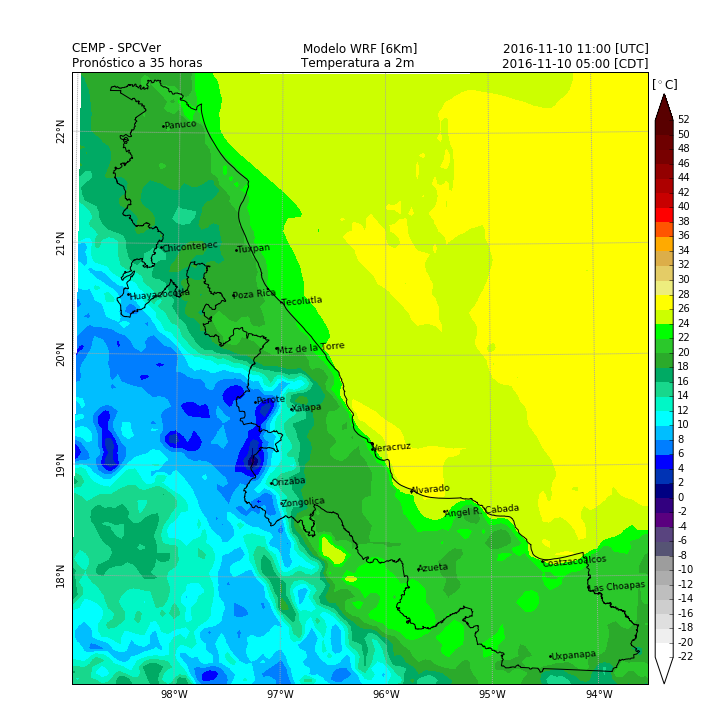 CEMP - SPCVer Modelo WRF [6Km] 2016-11-10 11:00 [UTC]
Pronóstico a 35 horas Temperatura a 2m 2016-11-10 05:00 [CDT]
[°C]
52
50
48
46
44
42
40
38
36
34
32
30
28
26
24
22
20
18
16
14
12
10
8
6
4
2
0
-2
-4
-6
-8
-10
-12
-14
-16
-18
-20
-22
22°N
21°N
20°N
19°N
18°N
Panuco
Chicontepec
Tuxpan
Huayacocotla
Poza Rica
Tecolutla
Mtz de la Torre
Perote
Xalapa
Veracruz
Orizaba
Alvarado
Zongolica
Angel R. Cabada
Azueta
Coatzacoalcos
Las Choapas
Uxpanapa
98°W 97°W 96°W 95°W 94°W